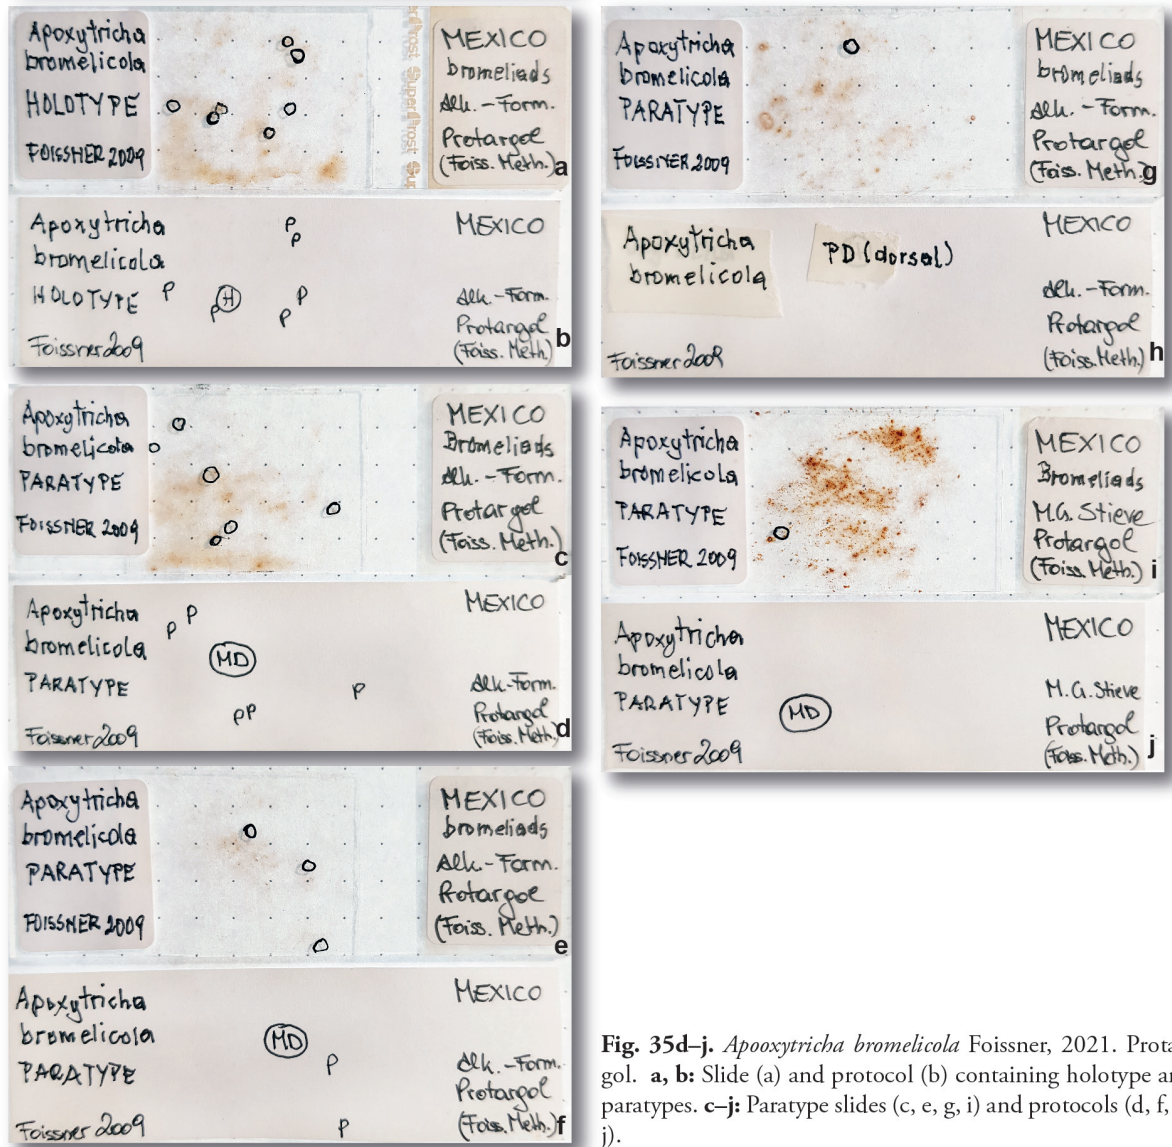 Apoxytricha
bromelicola
HOLOTYPE
FOISSNER 2009
MEXICO
bromeliads
Alk.-Form.
Protargol
(Foiss. Meth.)
a
Apoxytricha
bromelicola
HOLOTYPE
Foissner 2009
P
P
P
H
P
P
P
MEXICO
Alk.-Form.
Protargol
(Foiss. Meth.)
b
Apoxytricha
bromelicola
PARATYPE
FOISSNER 2009
MEXICO
Bromeliads
Alk.-Form.
Protargol
(Foiss. Meth.)
c
Apoxytricha
bromelicola
PARATYPE
Foissner 2009
P
P
MD
P
PP
MEXICO
Alk-Form.
Protargol
(Foiss. Meth.)
d
Apoxytricha
bromelicola
PARATYPE
FOISSNER 2009
MEXICO
bromeliads
Alk.-Form.
Protargol
(Foiss. Meth.)
e
Apoxytricha
bromelicola
PARATYPE
Foissner 2009
MD
P
P
MEXICO
Alk.-Form.
Protargol
(Foiss. Meth.)
f
Apoxytricha
bromelicola
PARATYPE
FOISSNER 2009
MEXICO
bromeliads
Alk.-Form.
Protargol
(Foiss. Meth.)
g
Apoxytricha
bromelicola
PD (dorsal)
Foissner 2009
MEXICO
Alk.-Form.
Protargol
(Foiss. Meth.)
h
Apoxytricha
bromelicola
PARATYPE
FOISSNER 2009
MEXICO
Bromeliads
M.G. Stieve
Protargol
(Foiss. Meth.)
i
Apoxytricha
bromelicola
PARATYPE
Foissner 2009
MD
MEXICO
M.G. Stieve
Protargol
(Foiss. Meth.)
j
Fig. 35d–j. Apooxytricha bromelicola Foissner, 2021. Prota
gol. a, b: Slide (a) and protocol (b) containing holotype ar
paratypes. c–j: Paratype slides (c, e, g, i) and protocols (d, f,
j).